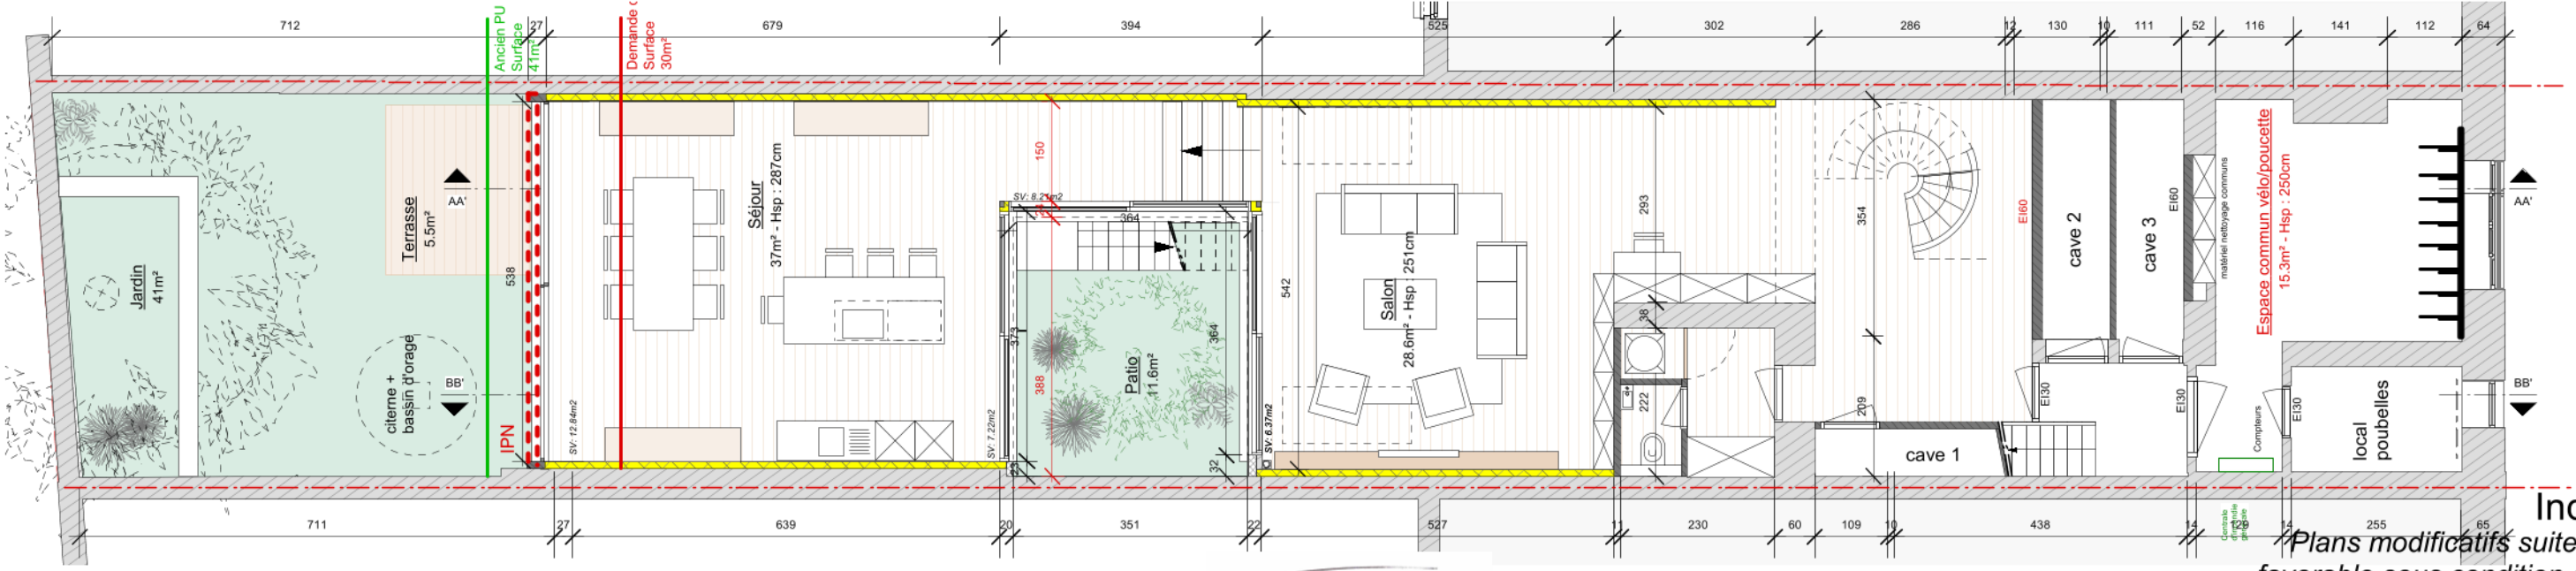 712
27
679
394
525
302
286
12
130
10
111
52
116
141
112
64
Ancien PU
Surface
41m²
Surface
30m²
Jardin
41m²
Terrasse
5.5m²
AA'
BB'
citerne +
bassin d'orage
IPN
538
SV: 12.84m2
Séjour
37m² - Hsp : 287cm
150
364
388
373
364
23
32
SV: 7.22m2
Patio
11.6m²
SV: 6.37m2
542
Salon
28.6m² - Hsp : 251cm
293
38
222
354
209
cave 1
EI60
cave 2
cave 3
EI60
EI30
EI30
EI30
matériel nettoyage communs
Espace commun vélo/poucette
15.3m² - Hsp : 250cm
Compteurs
local
poubelles
AA'
BB'
711
27
639
20
351
22
527
11
230
60
109
10
438
14
129
14
255
65
Plans modificatifs suite
favorable sous condition